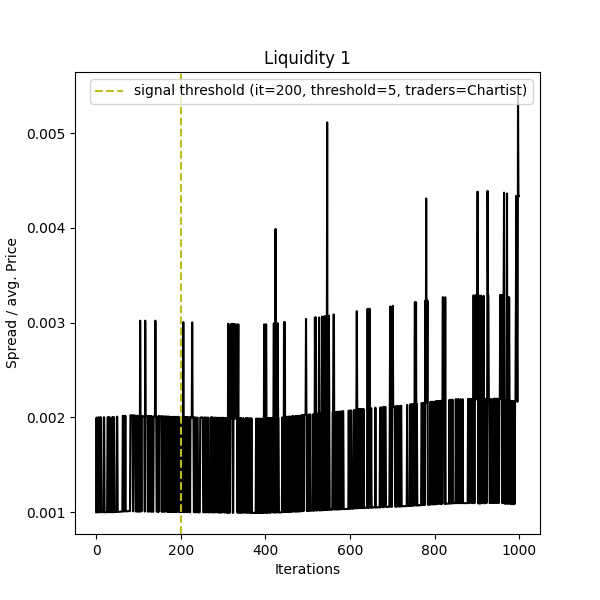 Liquidity 1
signal threshold (it=200, threshold=5, traders=Chartist)
Spread / avg. Price
0.005
0.004
0.003
0.002
0.001
0 200 400 600 800 1000
Iterations